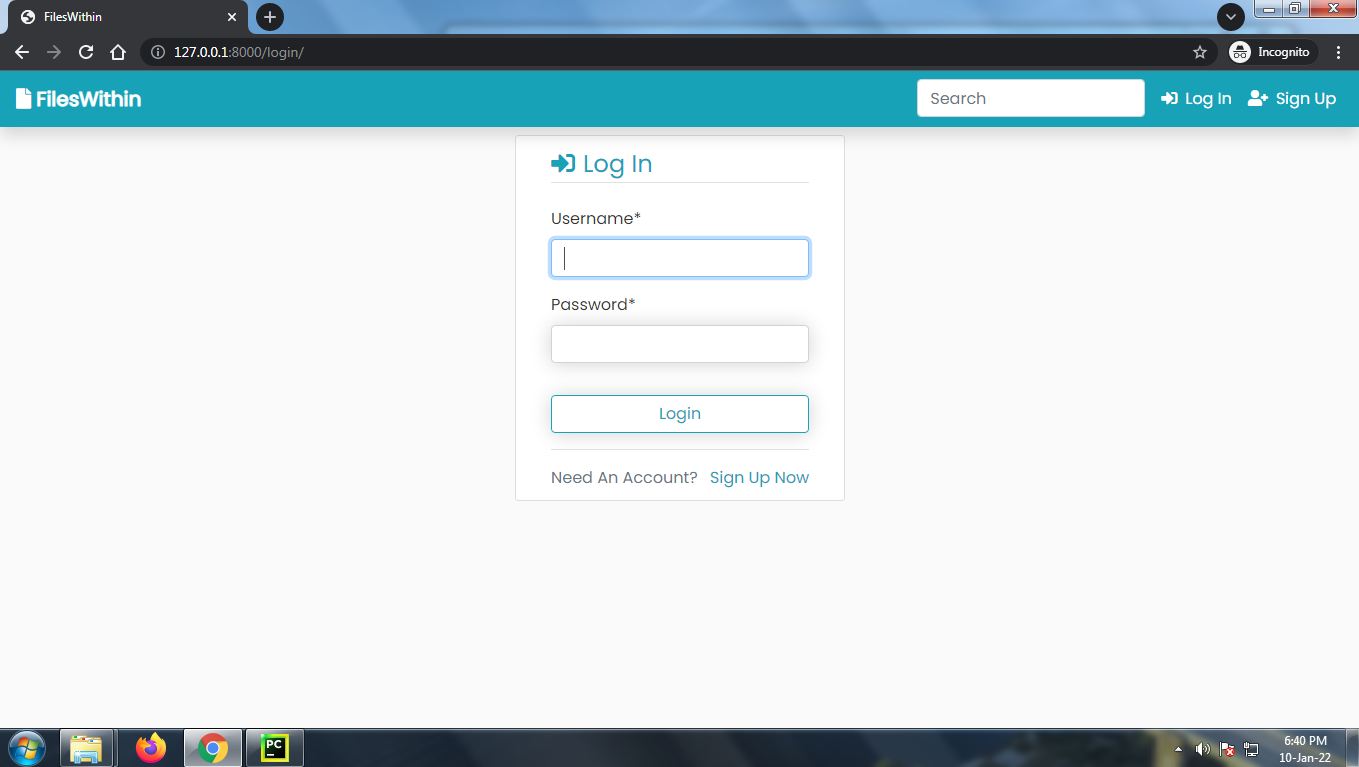 FilesWithin
127.0.0.1:8000/login/
Incognito
FilesWithin
Search
Log In
Sign Up
Log In
Username*
Password*
Login
Need An Account? Sign Up Now
PC
6:40 PM
10-Jan-22